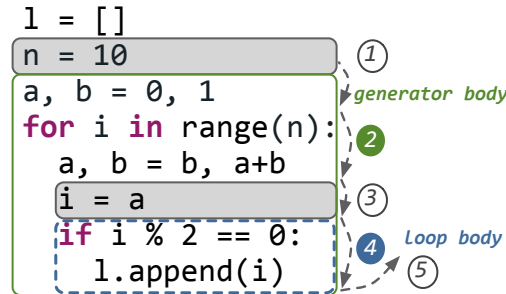 l = []
n = 10
1
a, b = 0, 1
generator body
for i in range(n):
2
a, b = b, a+b
i = a
3
if i % 2 == 0:
4
loop body
l.append(i)
5